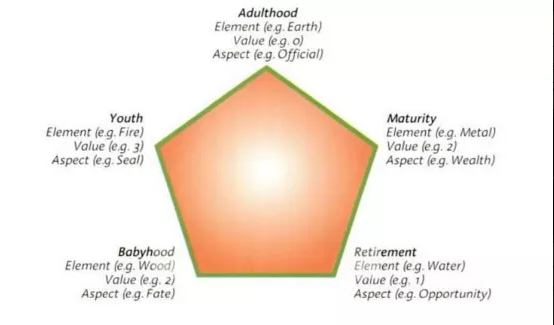 Adulthood
Element (e.g. Earth)
Value (e.g. 0)
Aspect (e.g. Official)
Youth
Element (e.g. Fire)
Value (e.g. 3)
Aspect (e.g. Seal)
Maturity
Element (e.g. Metal)
Value (e.g. 2)
Aspect (e.g. Wealth)
Babyhood
Element (e.g. Wood)
Value (e.g. 2)
Aspect (e.g. Fate)
Retirement
Element (e.g. Water)
Value (e.g. 1)
Aspect (e.g. Opportunity)